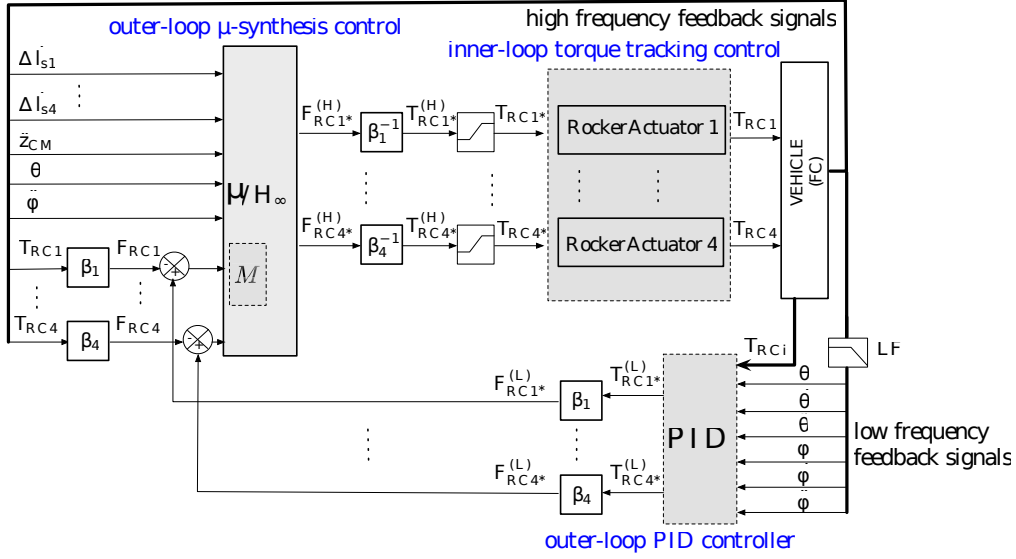 high frequency feedback signals
outer-loop μ-synthesis control
inner-loop torque tracking control
Δl̇s1
Δl̇s4
z̈CM
θ̈
φ̈
μ/H∞
M
F(H)RC1*
β1−1
T(H)RC1*
TRC1*
RockerActuator 1
TRC1
F(H)RC4*
β4−1
T(H)RC4*
TRC4*
RockerActuator 4
TRC4
VEHICLE
(FC)
TRC1
β1
FRC1
-
+
TRC4
β4
FRC4
-
+
TRCi
LF
F(L)RC1*
β1
T(L)RC1*
F(L)RC4*
β4
T(L)RC4*
PID
θ
θ̇
θ̈
φ
φ̇
φ̈
low frequency
feedback signals
outer-loop PID controller